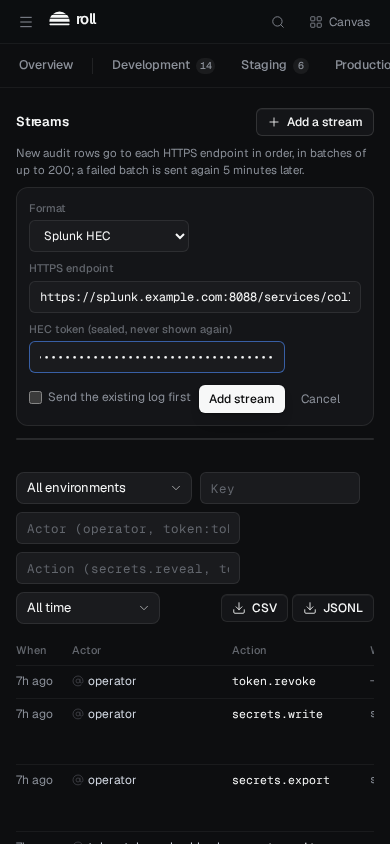 roll
Canvas
Overview
Development 14
Staging 6
Productio
Streams
Add a stream
New audit rows go to each HTTPS endpoint in order, in batches of
up to 200; a failed batch is sent again 5 minutes later.
Format
Splunk HEC
HTTPS endpoint
https://splunk.example.com:8088/services/coll
HEC token (sealed, never shown again)
Send the existing log first
Add stream
Cancel
All environments
Key
Actor (operator, token:tok
Action (secrets.reveal, to
All time
CSV
JSONL
When Actor Action
7h ago operator token.revoke –
7h ago operator secrets.write s
7h ago operator secrets.export s